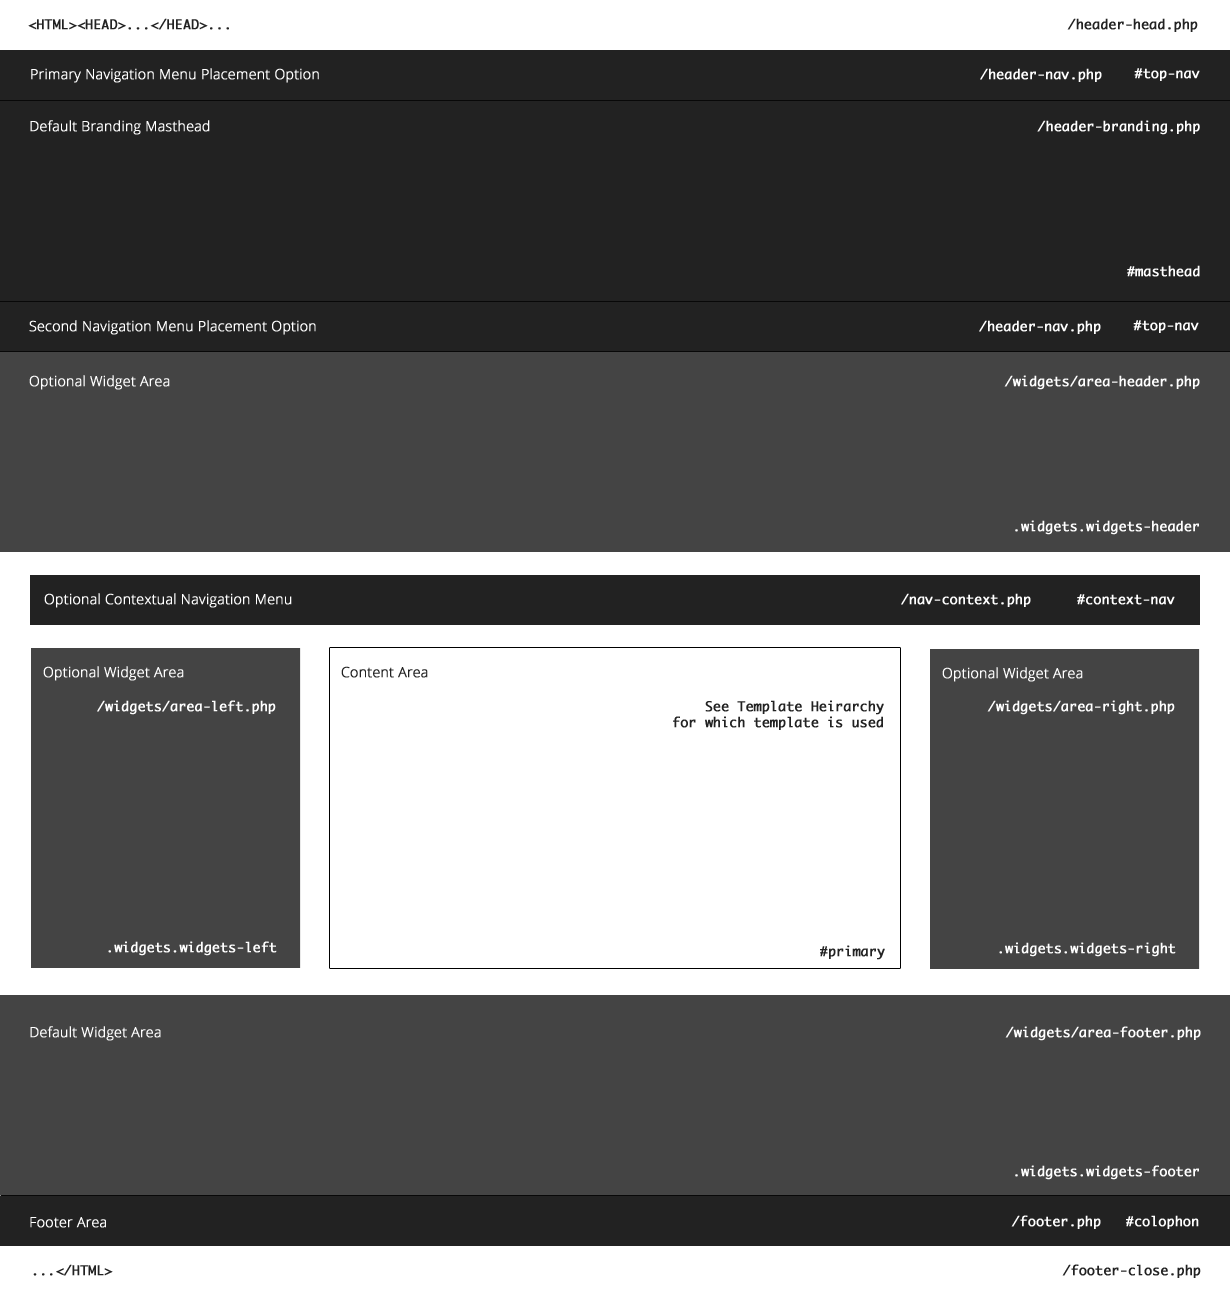 <HTML><HEAD>...</HEAD>... /header-head.php
Primary Navigation Menu Placement Option /header-nav.php #top-nav
Default Branding Masthead /header-branding.php
#masthead
Second Navigation Menu Placement Option /header-nav.php #top-nav
Optional Widget Area /widgets/area-header.php
.widgets.widgets-header
Optional Contextual Navigation Menu /nav-context.php #context-nav
Optional Widget Area
/widgets/area-left.php
.widgets.widgets-left
Content Area
See Template Heirarchy
for which template is used
#primary
Optional Widget Area
/widgets/area-right.php
.widgets.widgets-right
Default Widget Area /widgets/area-footer.php
.widgets.widgets-footer
Footer Area /footer.php #colophon
...</HTML> /footer-close.php